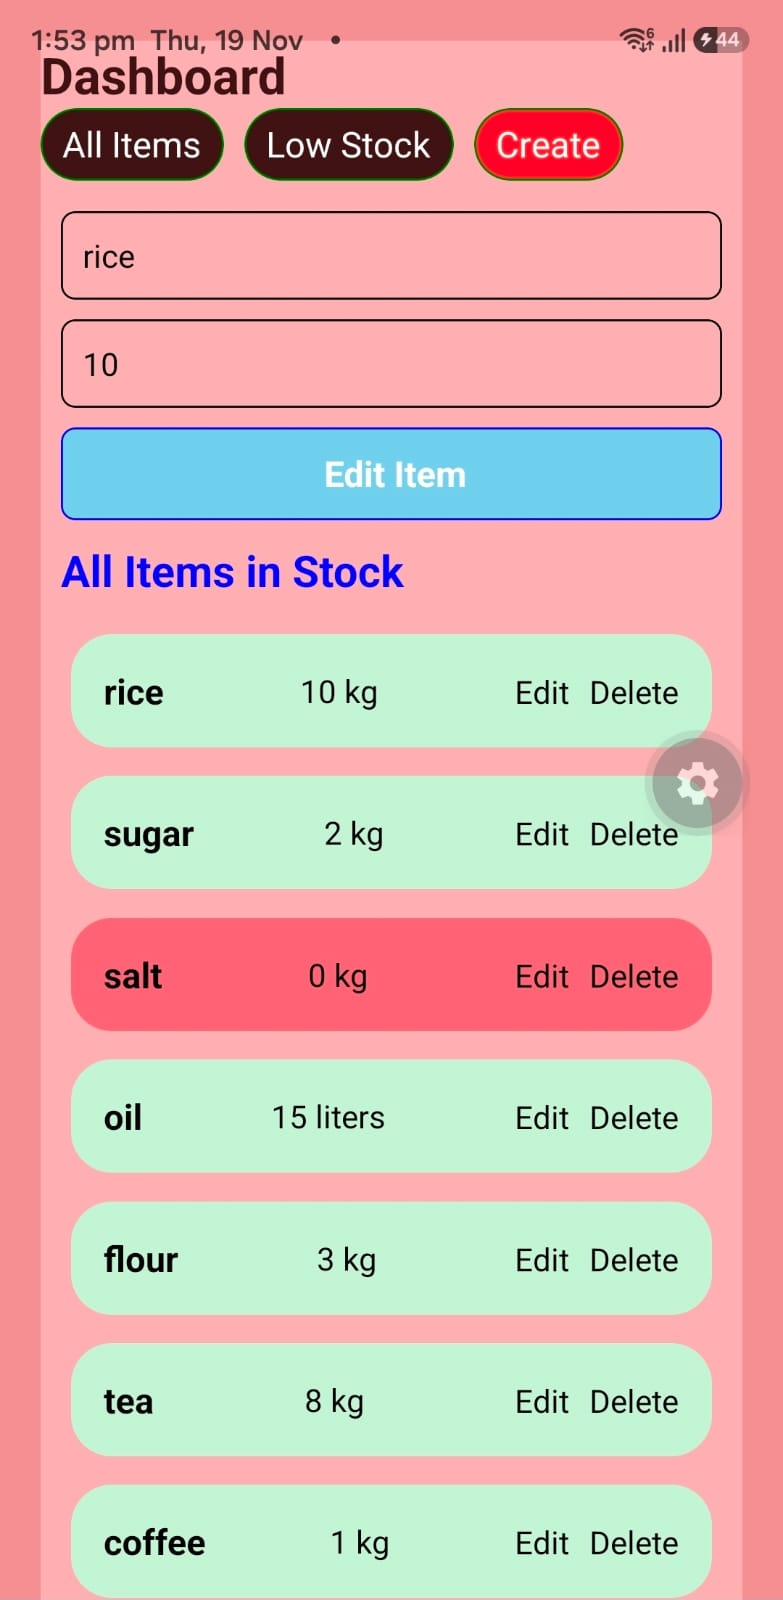 1:53 pm Thu, 19 Nov • 6 44
Dashboard
All Items Low Stock Create
rice
10
Edit Item
All Items in Stock
rice 10 kg Edit Delete
sugar 2 kg Edit Delete
salt 0 kg Edit Delete
oil 15 liters Edit Delete
flour 3 kg Edit Delete
tea 8 kg Edit Delete
coffee 1 kg Edit Delete